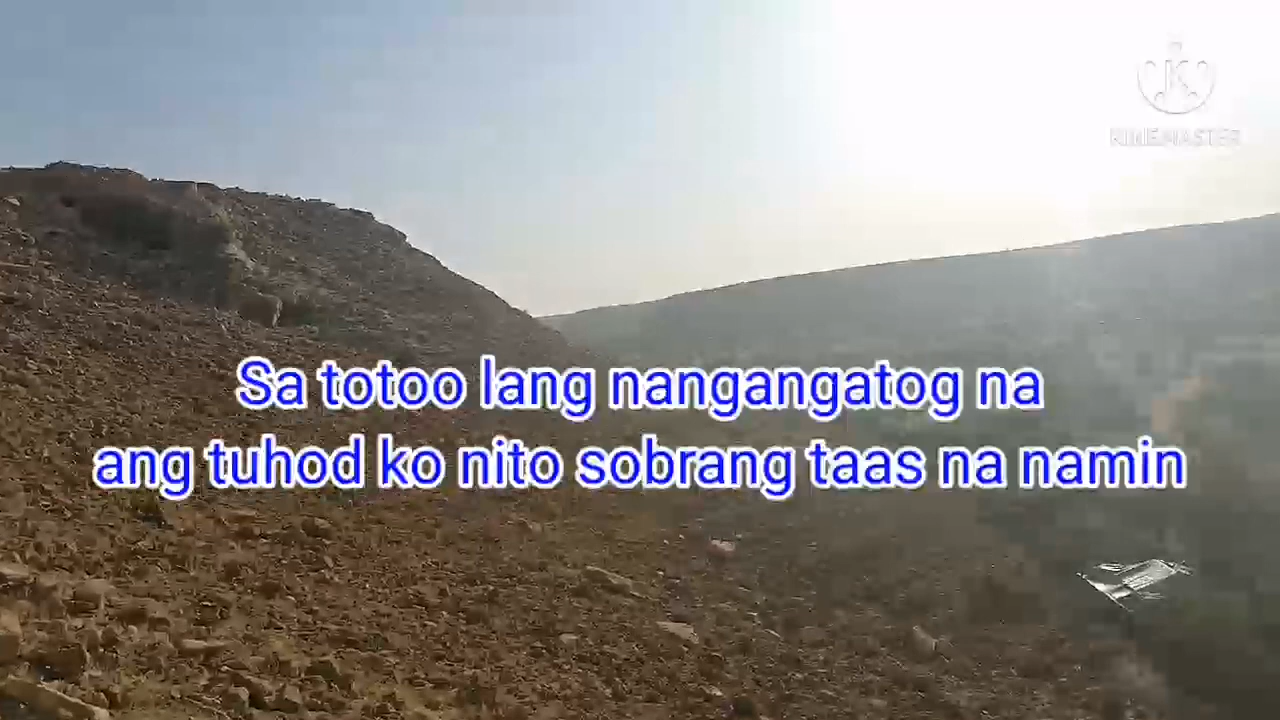 KINEMASTER
Sa totoo lang nangangatog na
ang tuhod ko nito sobrang taas na namin